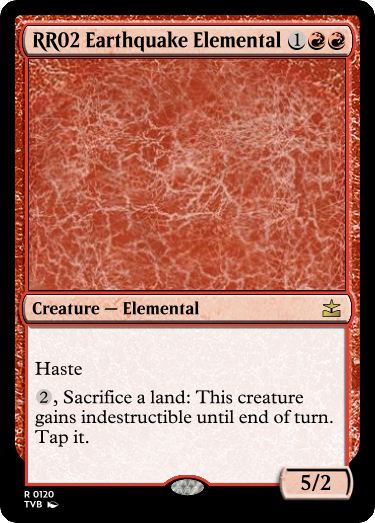 RR02 Earthquake Elemental 1
Creature — Elemental
Haste
2, Sacrifice a land: This creature
gains indestructible until end of turn.
Tap it.
5/2
R 0120
TVB